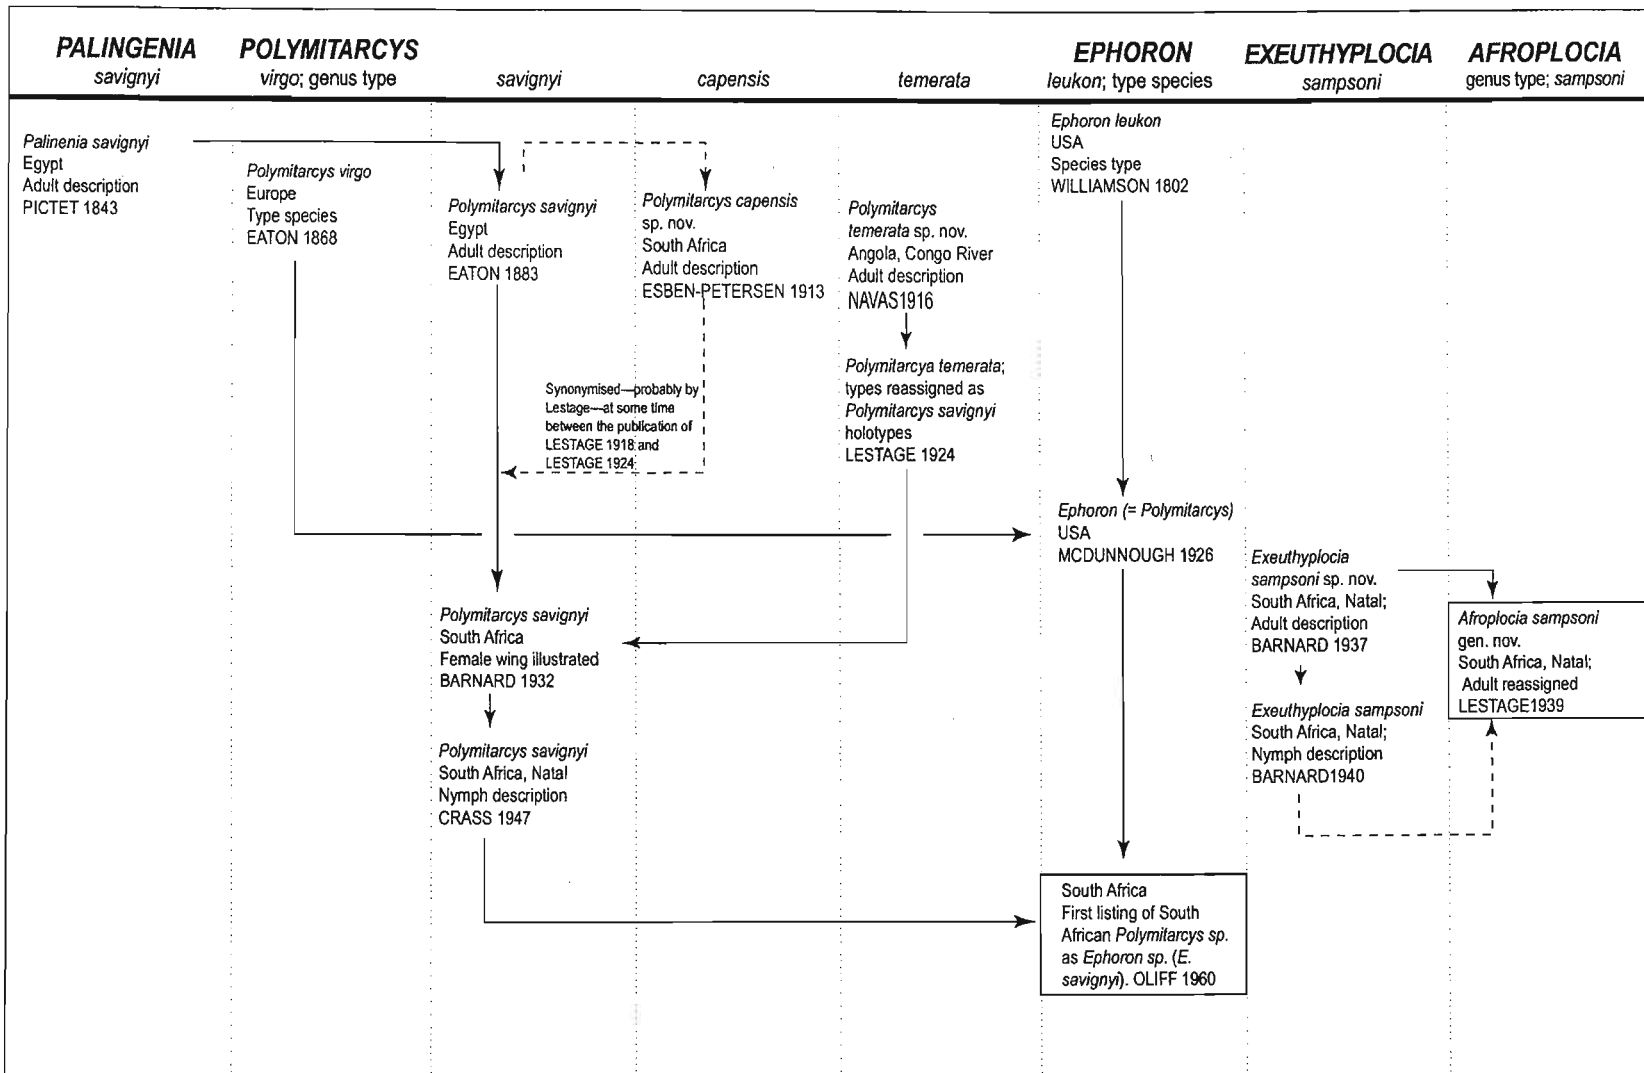 PALINGENIA
savignyi
POLYMITARCYS
virgo; genus type
savignyi
capensis
temerata
EPHORON
leukon; type species
EXEUTHYPLOCIA
sampsoni
AFROPLOCIA
genus type; sampsoni
Palinenia savignyi
Egypt
Adult description
PICTET 1843
Polymitarcys virgo
Europe
Type species
EATON 1868
Polymitarcys savignyi
Egypt
Adult description
EATON 1883
Polymitarcys capensis
sp. nov.
South Africa
Adult description
ESBEN-PETERSEN 1913
Polymitarcys
temerata sp. nov.
Angola, Congo River
Adult description
NAVAS1916
Ephoron leukon
USA
Species type
WILLIAMSON 1802
Synonymised—probably by
Lestage—at some time
between the publication of
LESTAGE 1918 and
LESTAGE 1924
Polymitarcya temerata;
types reassigned as
Polymitarcys savignyi
holotypes
LESTAGE 1924
Ephoron (= Polymitarcys)
USA
MCDUNNOUGH 1926
Polymitarcys savignyi
South Africa
Female wing illustrated
BARNARD 1932
Polymitarcys savignyi
South Africa, Natal
Nymph description
CRASS 1947
Exeuthyplocia
sampsoni sp. nov.
South Africa, Natal;
Adult description
BARNARD 1937
Exeuthyplocia sampsoni
South Africa, Natal;
Nymph description
BARNARD1940
Afroplocia sampsoni
gen. nov.
South Africa, Natal;
Adult reassigned
LESTAGE1939
South Africa
First listing of South
African Polymitarcys sp.
as Ephoron sp. (E.
savignyi). OLIFF 1960